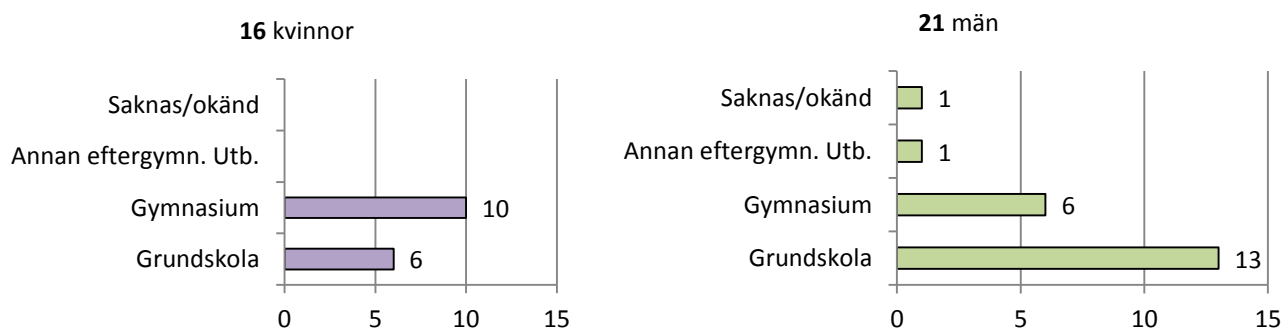 16 kvinnor
Saknas/okänd
Annan eftergymn. Utb.
Gymnasium
10
Grundskola
6
0 5 10 15
21 män
Saknas/okänd
1
Annan eftergymn. Utb.
1
Gymnasium
6
Grundskola
13
0 5 10 15